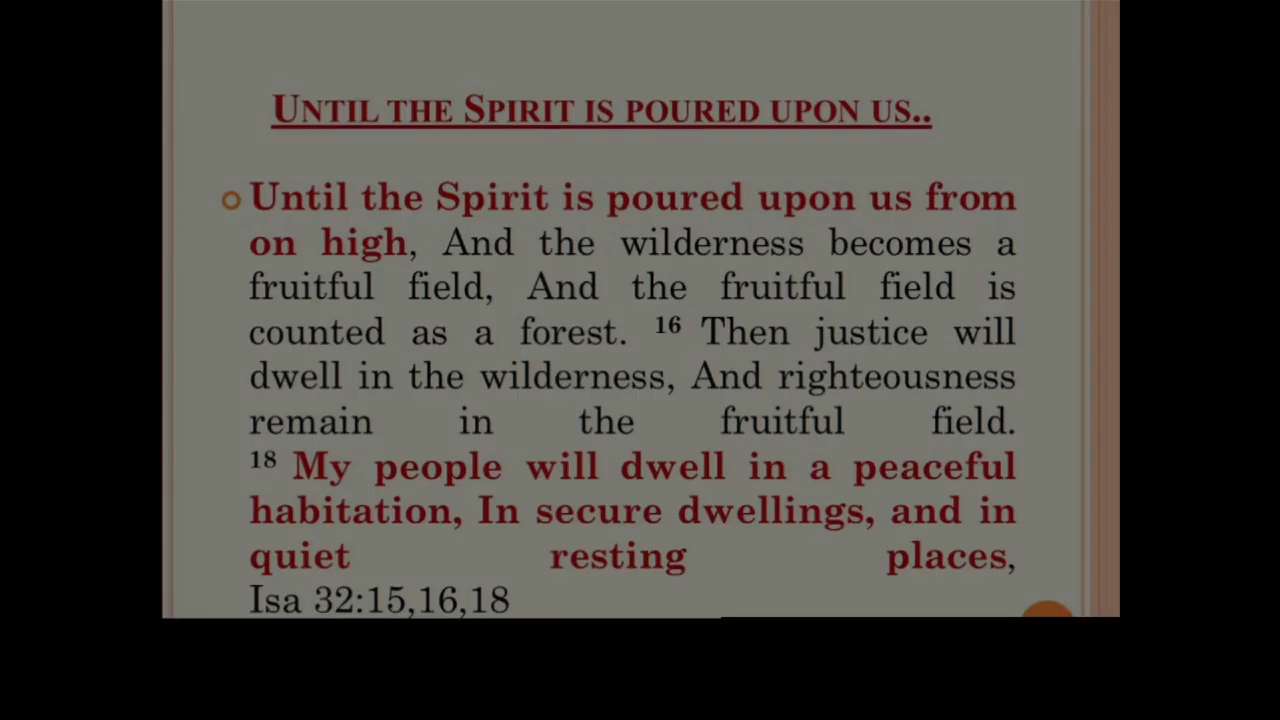 UNTIL THE SPIRIT IS POURED UPON US..
Until the Spirit is poured upon us from
on high, And the wilderness becomes a
fruitful field, And the fruitful field is
counted as a forest. 16 Then justice will
dwell in the wilderness, And righteousness
remain in the fruitful field.
18 My people will dwell in a peaceful
habitation, In secure dwellings, and in
quiet resting places,
Isa 32:15,16,18